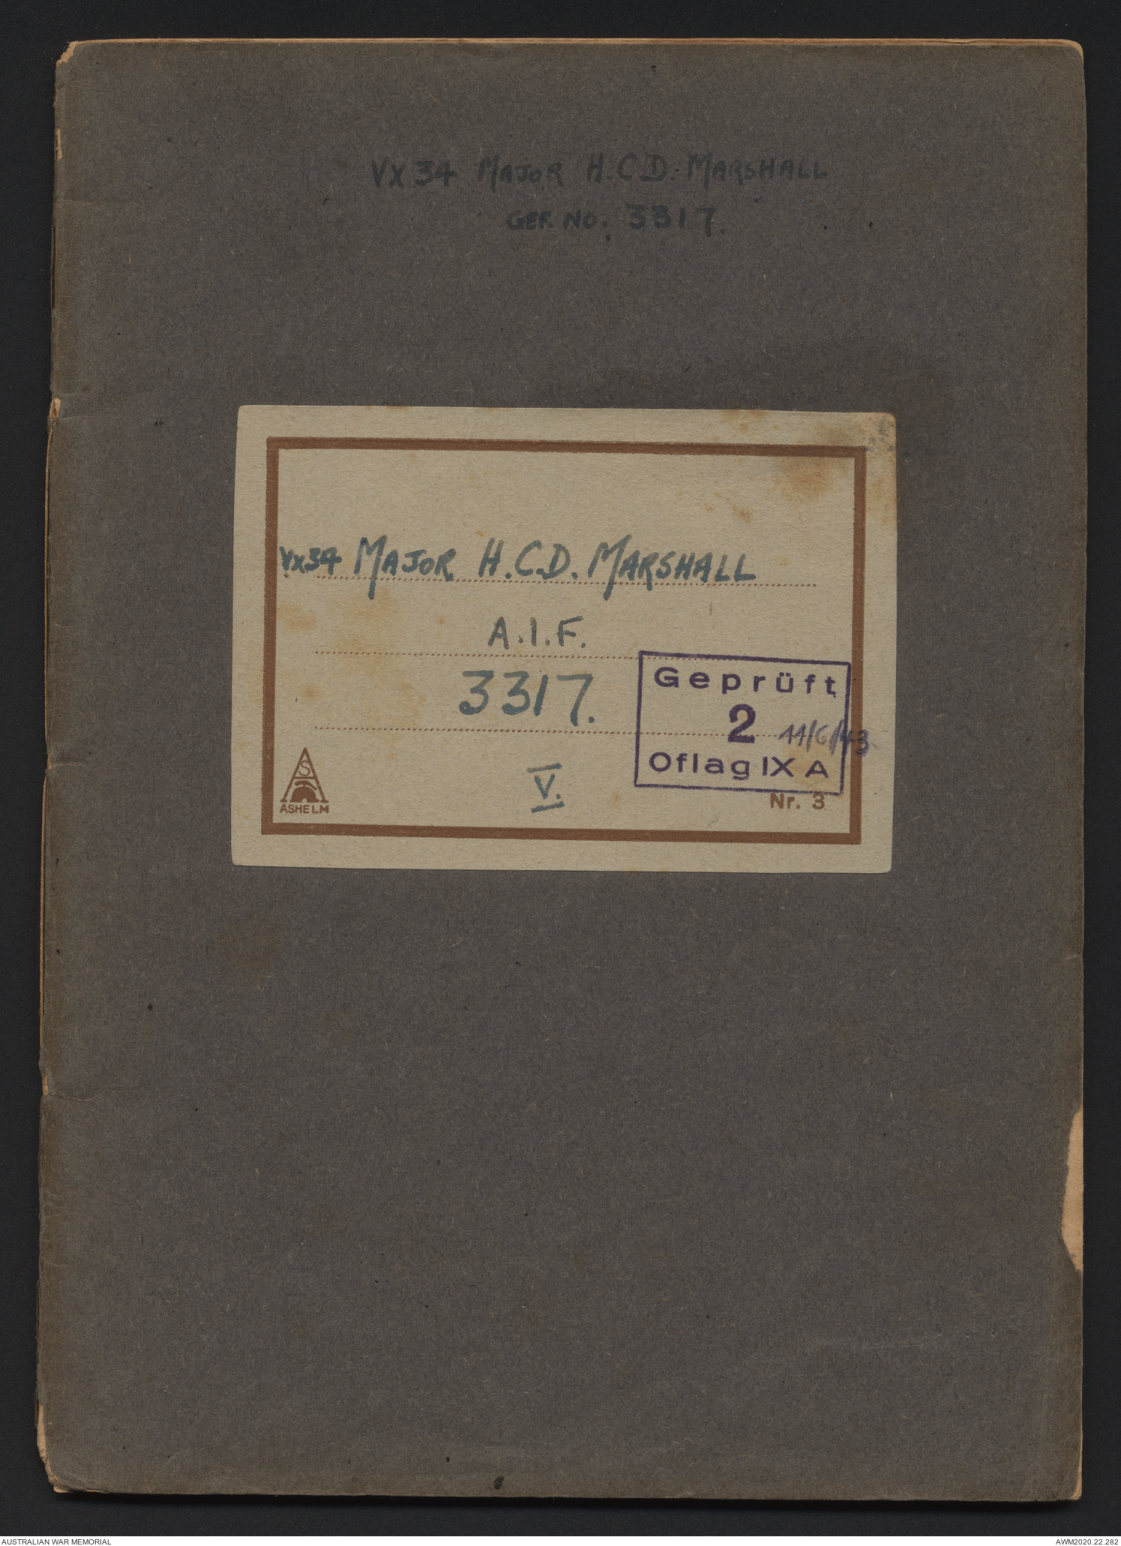 VX34 MAJOR H.C.D. MARSHALL
GER. NO. 3317.
VX34 MAJOR H.C.D. MARSHALL
A.I.F.
3317.
V.
Geprüft
2 11/6/43
Oflag IX A
Nr. 3
ASHELM
AUSTRALIAN WAR MEMORIAL
AWM2020.22.282